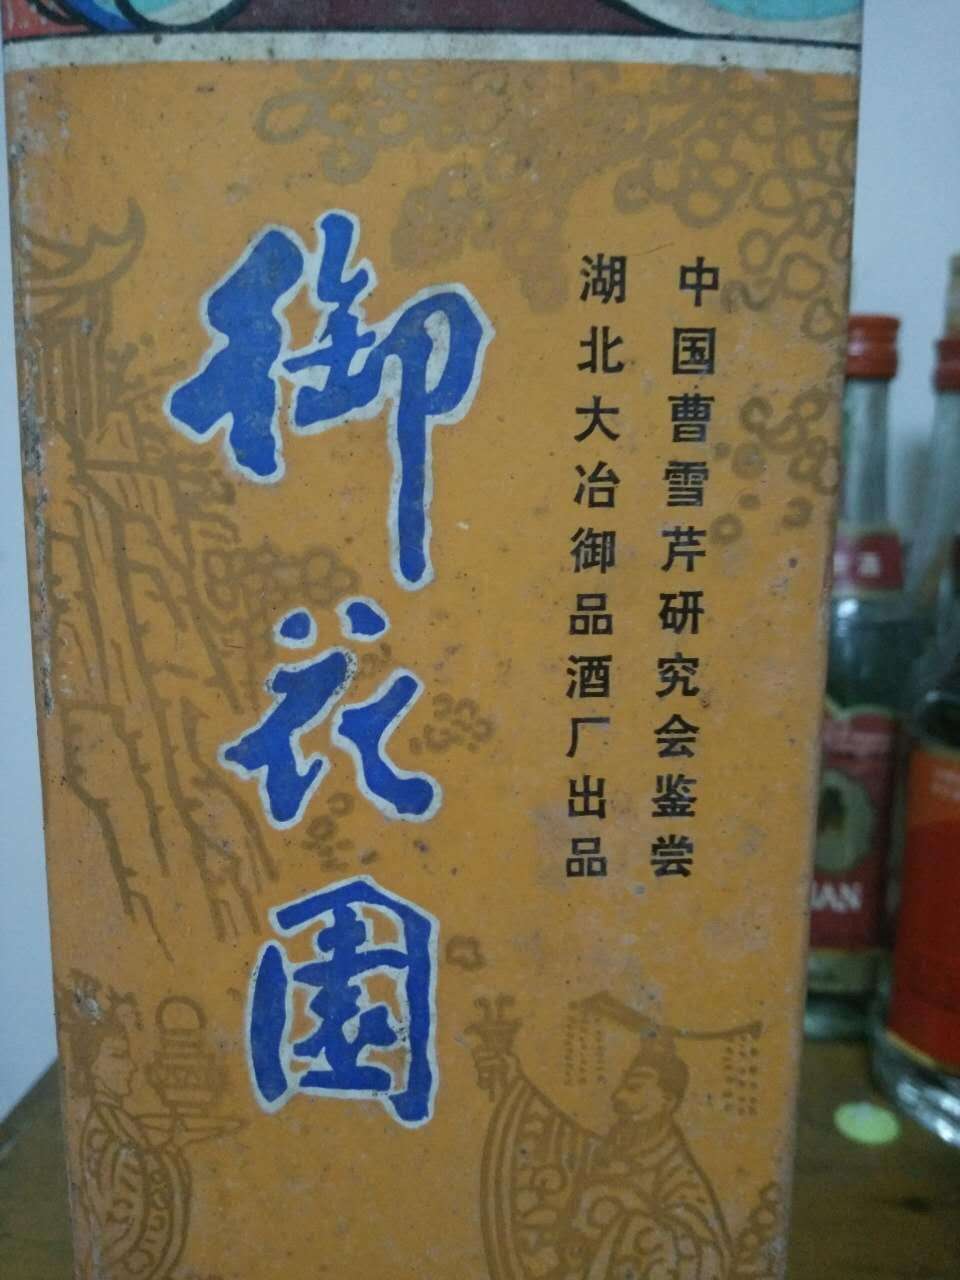 中国曹雪芹研究会鉴尝
湖北大冶御品酒厂出品
御花园